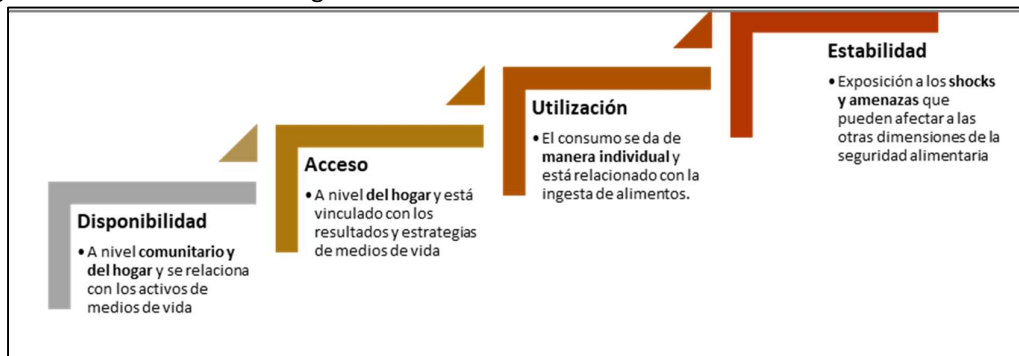 Disponibilidad
• A nivel comunitario y
del hogar y se relaciona
con los activos de
medios de vida
Acceso
• A nivel del hogar y está
vinculado con los
resultados y estrategias
de medios de vida
Utilización
• El consumo se da de
manera individual y
está relacionado con la
ingesta de alimentos.
Estabilidad
• Exposición a los shocks
y amenazas que
pueden afectar a las
otras dimensiones de la
seguridad alimentaria